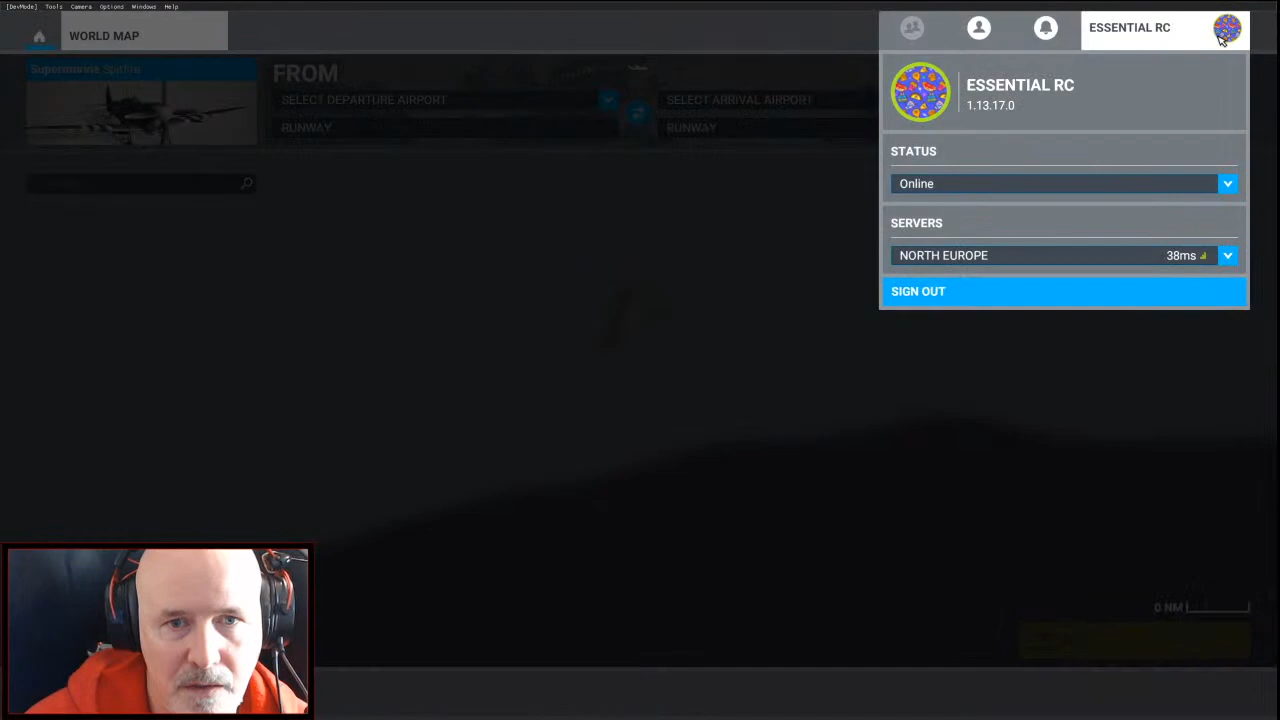 [DevMode] Tools Camera Options Windows Help
WORLD MAP
ESSENTIAL RC
Supermarine Spitfire
FROM
SELECT DEPARTURE AIRPORT
SELECT ARRIVAL AIRPORT
RUNWAY
RUNWAY
ESSENTIAL RC
1.13.17.0
STATUS
Online
SERVERS
NORTH EUROPE 38ms
SIGN OUT
0 NM